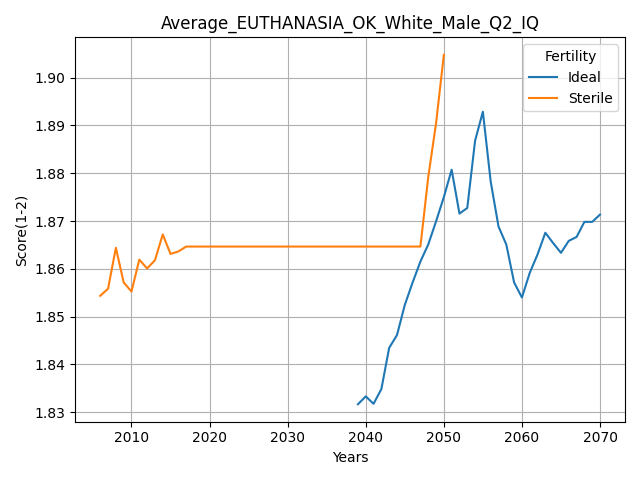 Average_EUTHANASIA_OK_White_Male_Q2_IQ
Score(1-2)
1.90
1.89
1.88
1.87
1.86
1.85
1.84
1.83
Fertility
Ideal
Sterile
2010
2020
2030
2040
2050
2060
2070
Years